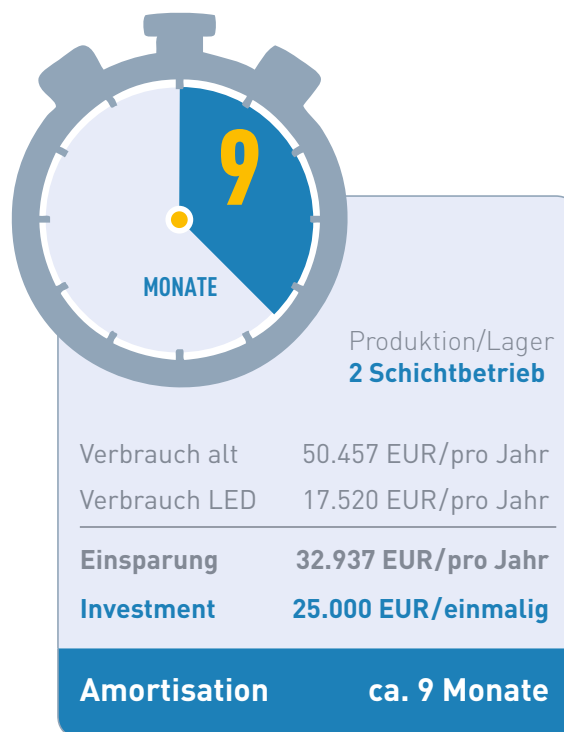 9
MONATE
Produktion/Lager
2 Schichtbetrieb
Verbrauch alt 50.457 EUR/pro Jahr
Verbrauch LED 17.520 EUR/pro Jahr
Einsparung 32.937 EUR/pro Jahr
Investment 25.000 EUR/einmalig
Amortisation ca. 9 Monate